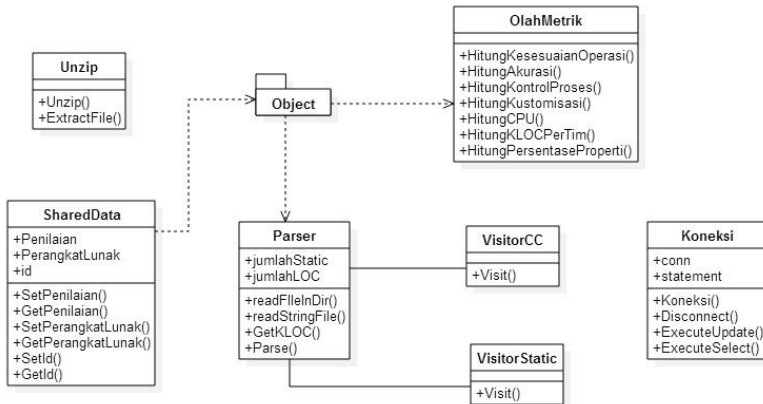 OlahMetrik
+HitungKesesuaianOperasi()
+HitungAkurasi()
+HitungKontrolProses()
+HitungKustomisasi()
+HitungCPU()
+HitungKLOCPerTim()
+HitungPersentaseProperti()
Unzip
+Unzip()
+ExtractFile()
Object
SharedData
+Penilaian
+PerangkatLunak
+id
+SetPenilaian()
+GetPenilaian()
+SetPerangkatLunak()
+GetPerangkatLunak()
+SetId()
+GetId()
Parser
+jumlahStatic
+jumlahLOC
+readFIleInDir()
+readStringFile()
+GetKLOC()
+Parse()
VisitorCC
+Visit()
VisitorStatic
+Visit()
Koneksi
+conn
+statement
+Koneksi()
+Disconnect()
+ExecuteUpdate()
+ExecuteSelect()